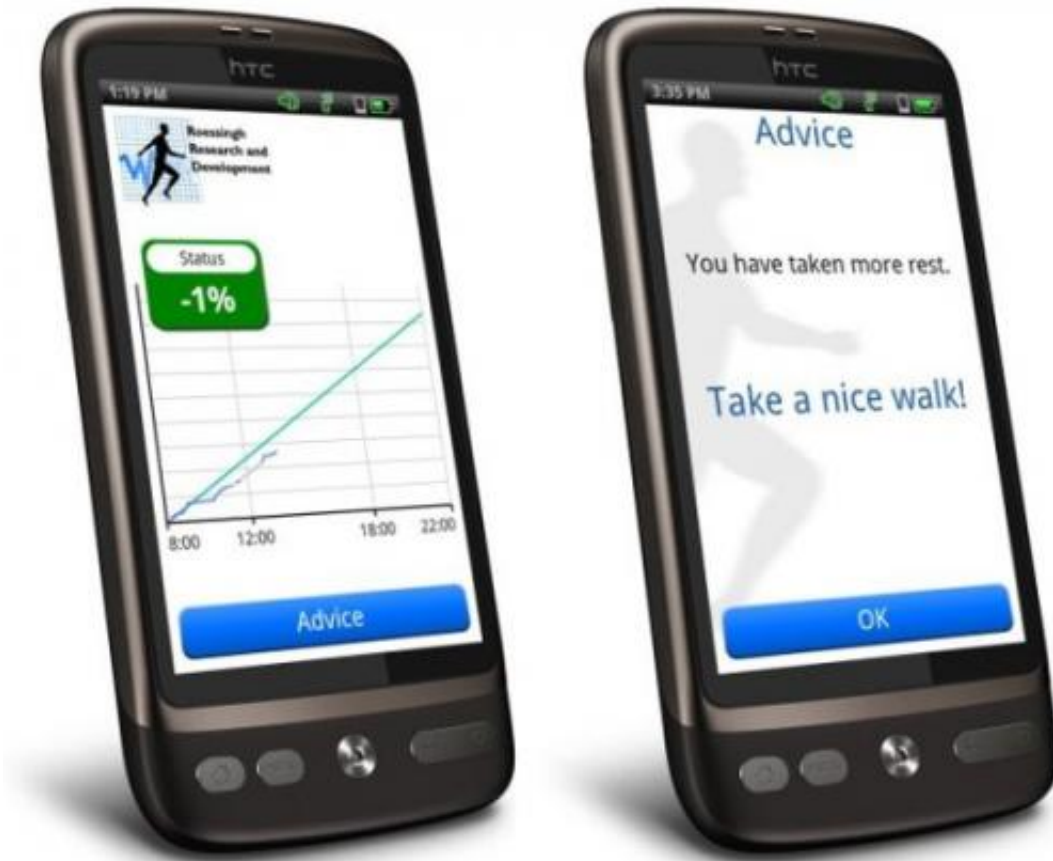 htc
1:19 PM
Roessingh
Research and
Development
Status
-1%
8:00
12:00
18:00
22:00
Advice
htc
3:35 PM
Advice
You have taken more rest.
Take a nice walk!
OK